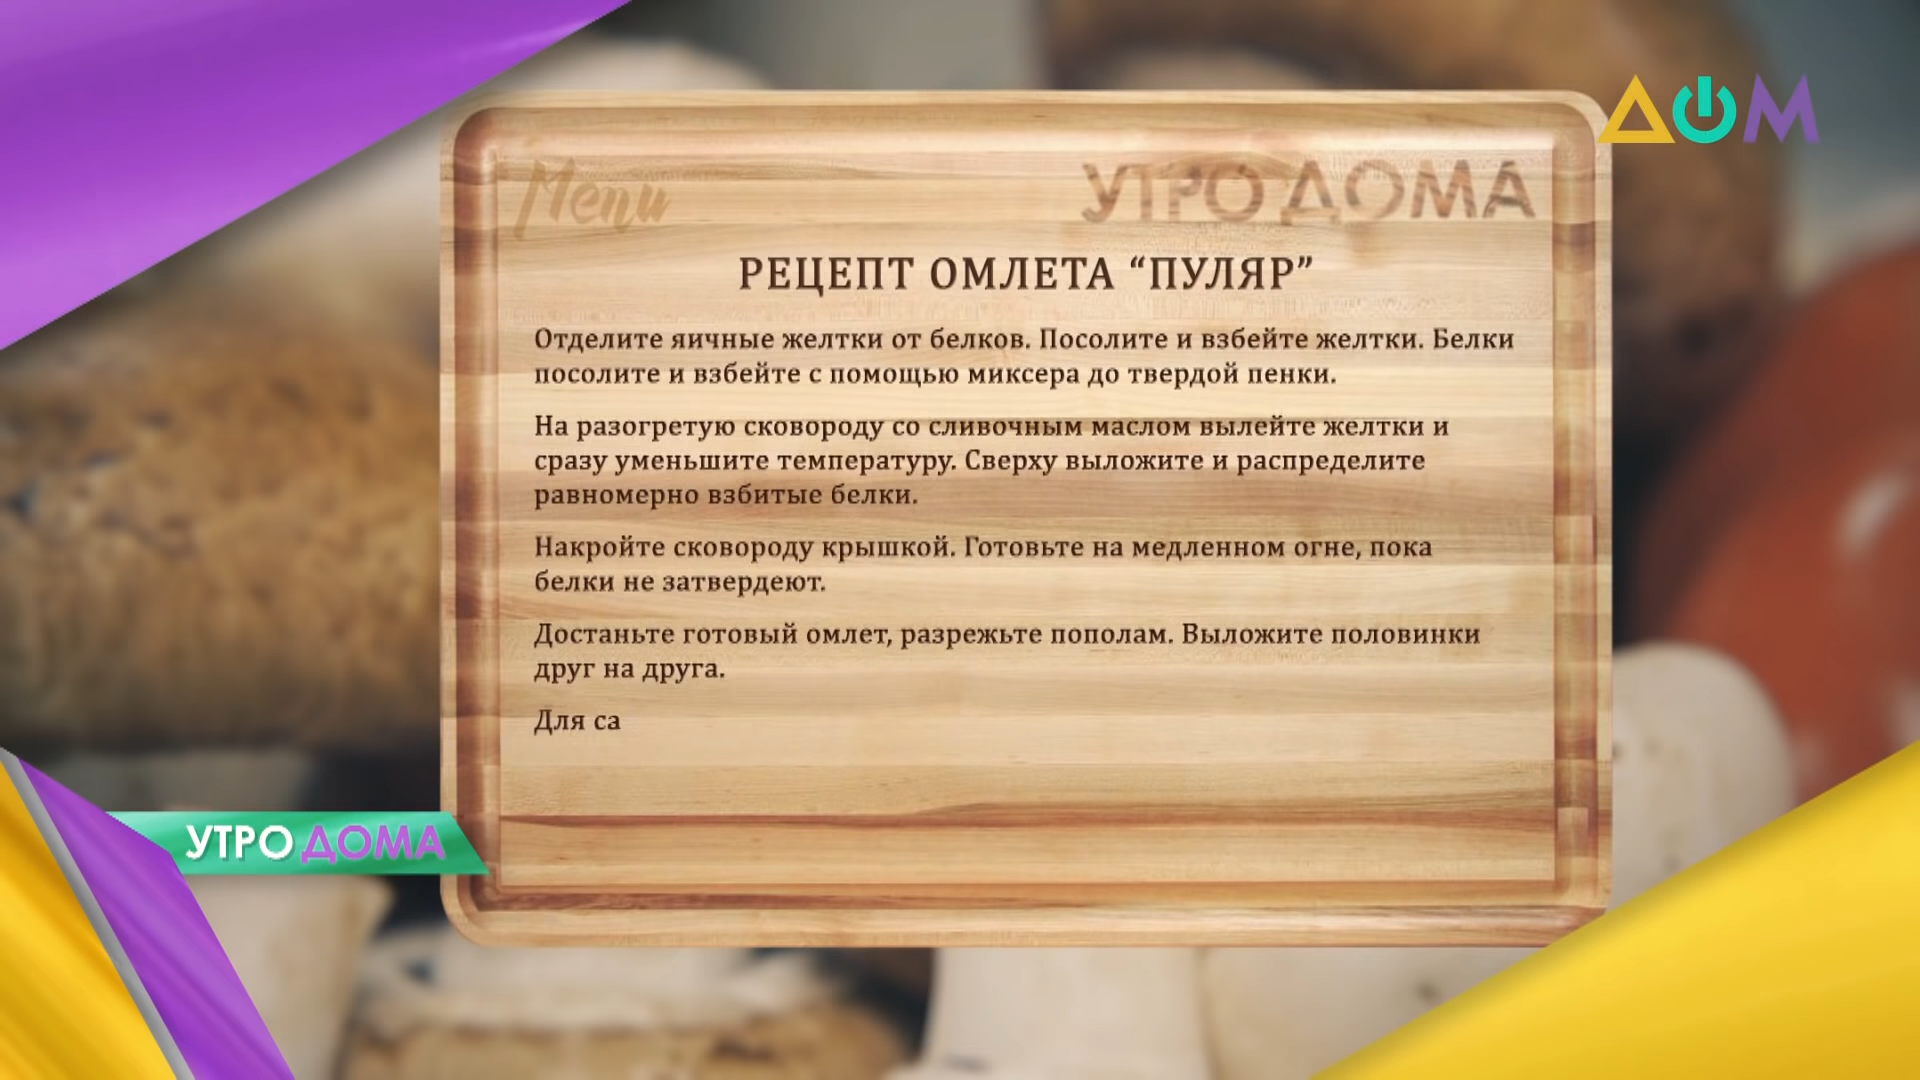 ДОМ
Menu
УТРО ДОМА
РЕЦЕПТ ОМЛЕТА “ПУЛЯР”
Отделите яичные желтки от белков. Посолите и взбейте желтки. Белки
посолите и взбейте с помощью миксера до твердой пенки.
На разогретую сковороду со сливочным маслом вылейте желтки и
сразу уменьшите температуру. Сверху выложите и распределите
равномерно взбитые белки.
Накройте сковороду крышкой. Готовьте на медленном огне, пока
белки не затвердеют.
Достаньте готовый омлет, разрежьте пополам. Выложите половинки
друг на друга.
Для са
УТРО ДОМА